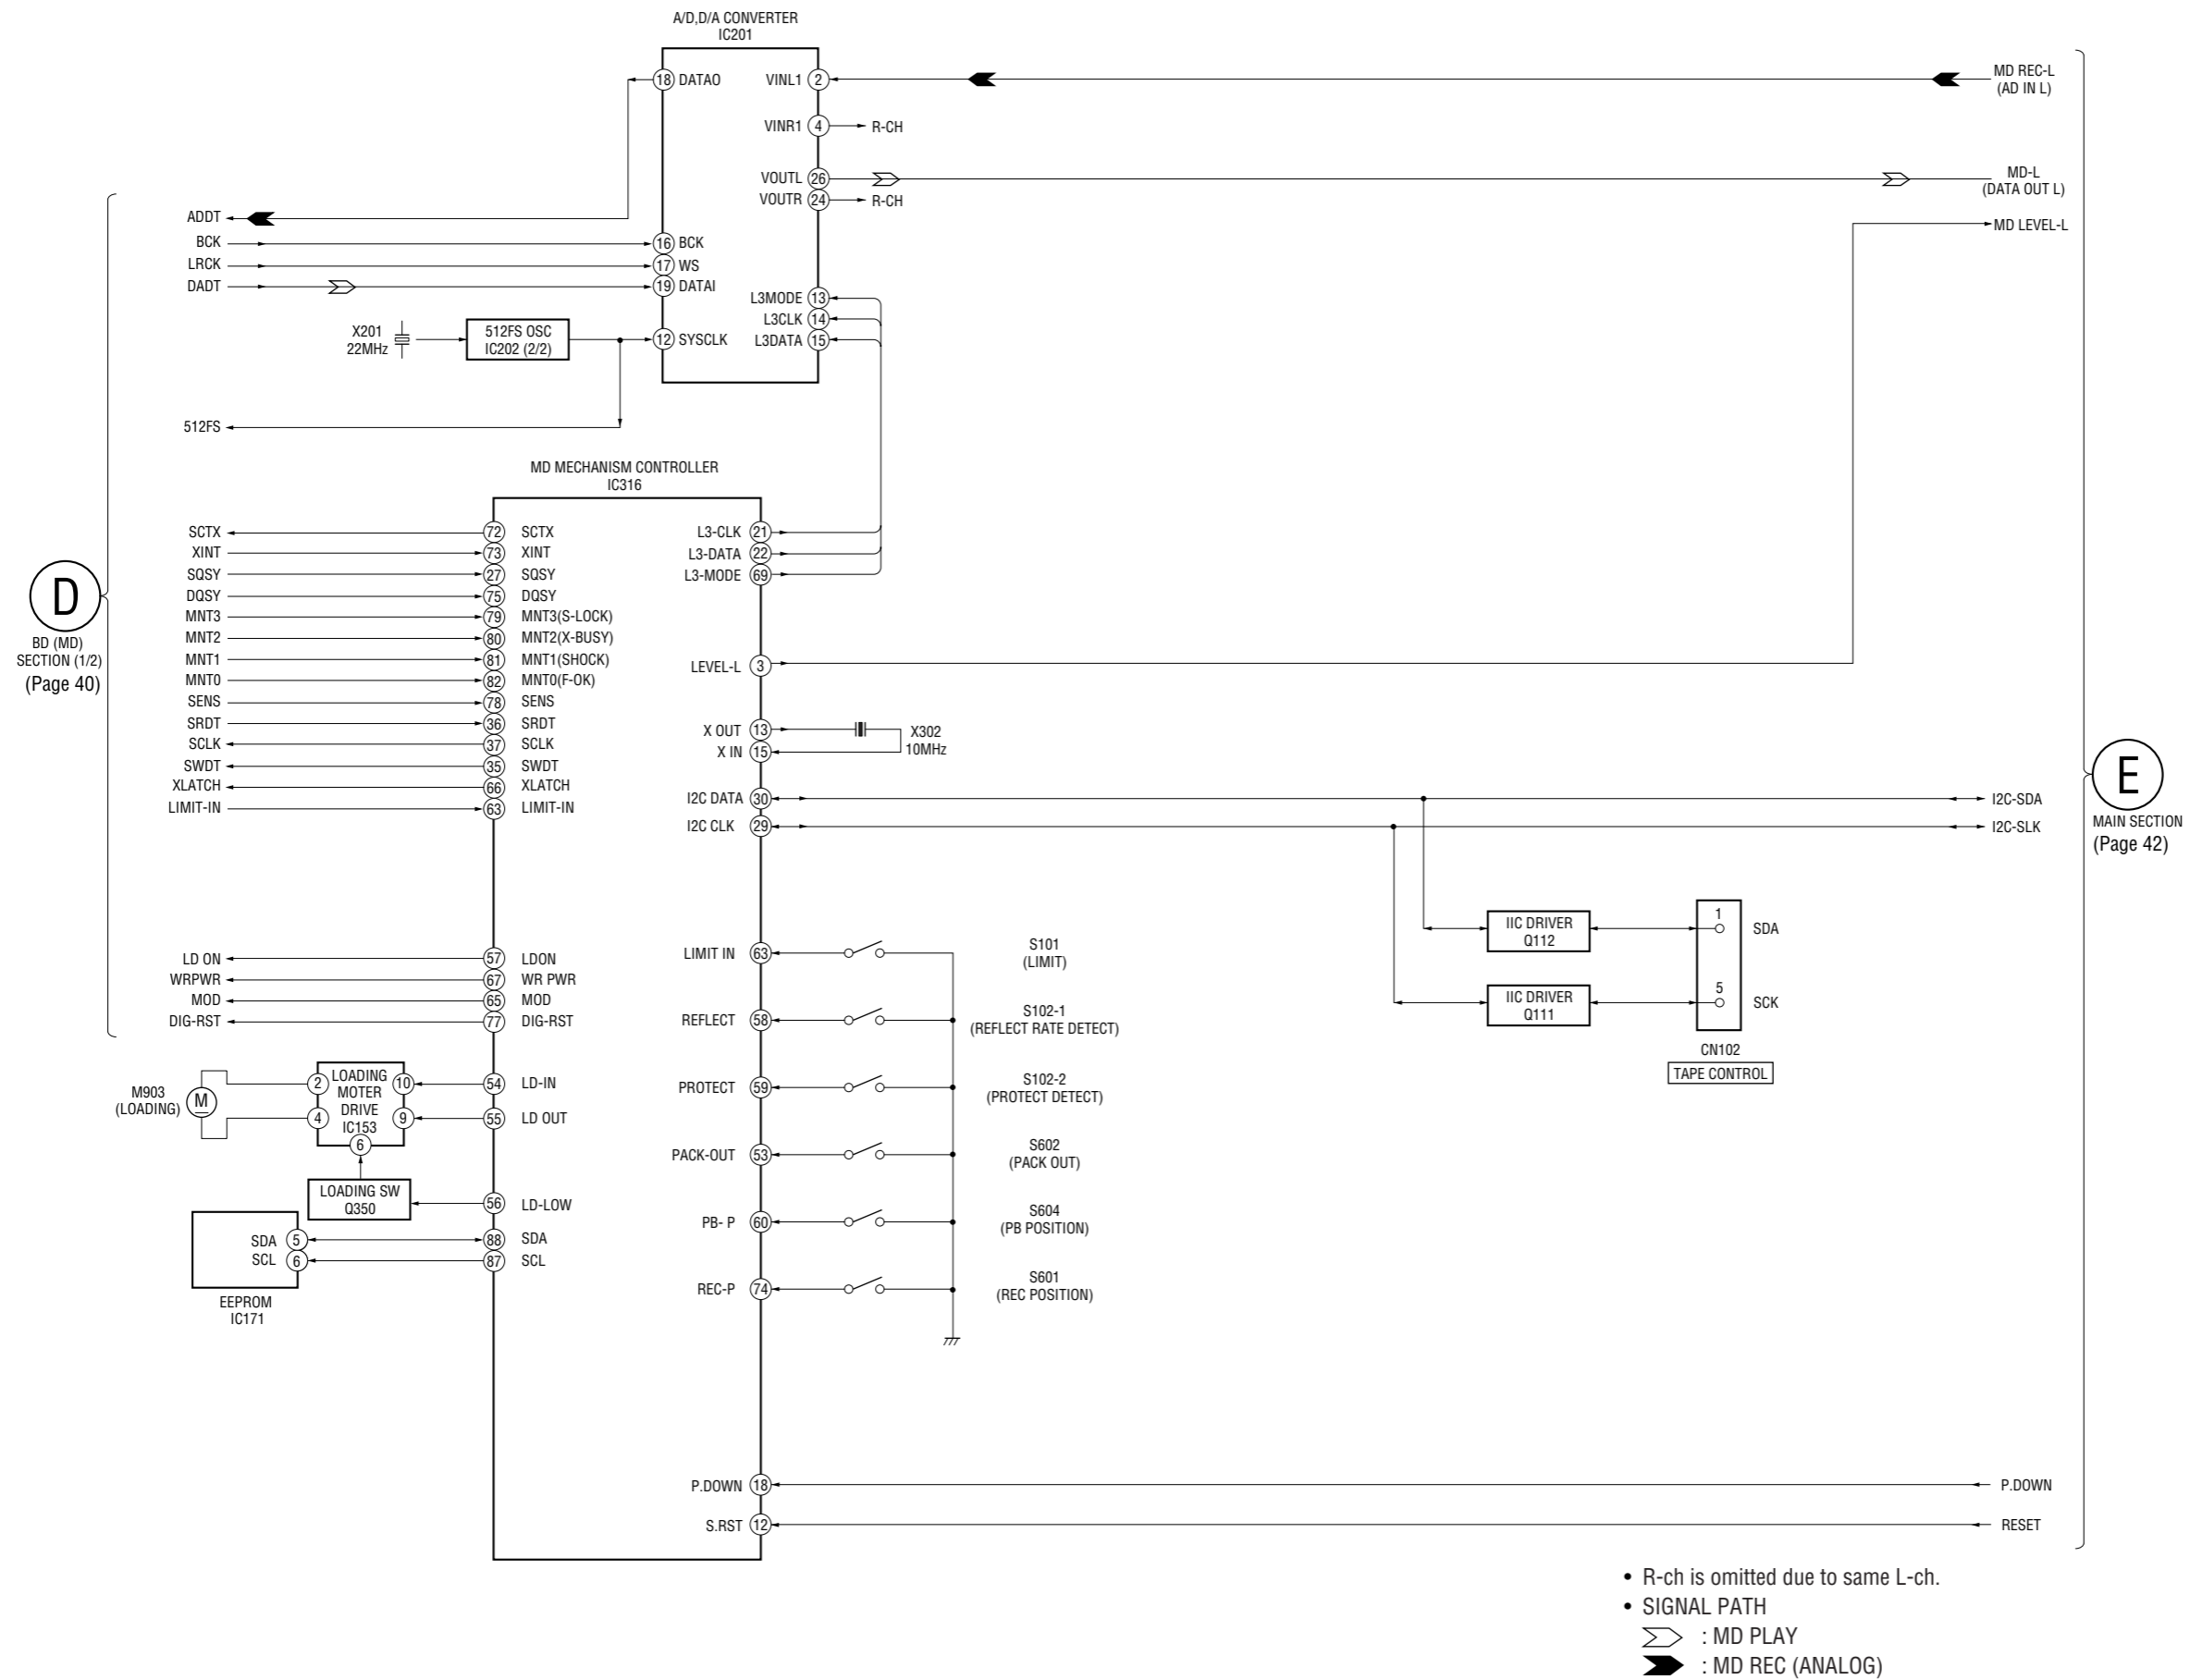 A/D,D/A CONVERTER
IC201
18 DATAO
VINL1 2
MD REC-L
(AD IN L)
VINR1 4 R-CH
VOUTL 26
MD-L
(DATA OUT L)
VOUTR 24 R-CH
MD LEVEL-L
ADDT
BCK
16 BCK
LRCK
17 WS
DADT
19 DATAI
L3MODE 13
L3CLK 14
L3DATA 15
X201
22MHz
512FS OSC
IC202 (2/2)
12 SYSCLK
512FS
MD MECHANISM CONTROLLER
IC316
SCTX 72 SCTX
XINT 73 XINT
SQSY 27 SQSY
DQSY 75 DQSY
MNT3 79 MNT3(S-LOCK)
MNT2 80 MNT2(X-BUSY)
MNT1 81 MNT1(SHOCK)
MNT0 82 MNT0(F-OK)
SENS 78 SENS
SRDT 36 SRDT
SCLK 37 SCLK
SWDT 35 SWDT
XLATCH 66 XLATCH
LIMIT-IN 63 LIMIT-IN
D
BD (MD)
SECTION (1/2)
(Page 40)
L3-CLK 21
L3-DATA 22
L3-MODE 69
LEVEL-L 3
X OUT 13
X IN 15
X302
10MHz
I2C DATA 30
I2C-SDA
I2C CLK 29
I2C-SLK
E
MAIN SECTION
(Page 42)
IIC DRIVER
Q112
1
SDA
IIC DRIVER
Q111
5
SCK
CN102
TAPE CONTROL
LD ON 57 LDON
WRPWR 67 WR PWR
MOD 65 MOD
DIG-RST 77 DIG-RST
LIMIT IN 63
S101
(LIMIT)
REFLECT 58
S102-1
(REFLECT RATE DETECT)
PROTECT 59
S102-2
(PROTECT DETECT)
PACK-OUT 53
S602
(PACK OUT)
PB- P 60
S604
(PB POSITION)
REC-P 74
S601
(REC POSITION)
M903
(LOADING)
M
2
4
LOADING
MOTER
DRIVE
IC153
10
9
6
54 LD-IN
55 LD OUT
LOADING SW
Q350
56 LD-LOW
SDA 5
88 SDA
SCL 6
87 SCL
EEPROM
IC171
P.DOWN 18
P.DOWN
S.RST 12
RESET
• R-ch is omitted due to same L-ch.
• SIGNAL PATH
: MD PLAY
: MD REC (ANALOG)